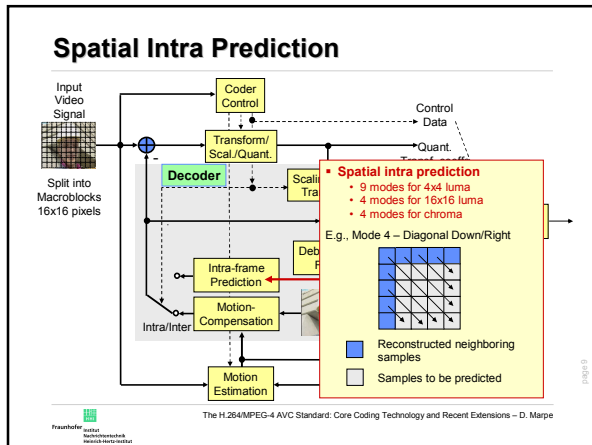 Spatial Intra Prediction
Input
Video
Signal
Split into
Macroblocks
16x16 pixels
Coder
Control
Control
Data
-
Transform/
Scal./Quant.
Quant.
Decoder
Intra-frame
Prediction
Motion-
Compensation
Intra/Inter
Motion
Estimation
▪ Spatial intra prediction
• 9 modes for 4x4 luma
• 4 modes for 16x16 luma
• 4 modes for chroma
E.g., Mode 4 – Diagonal Down/Right
Reconstructed neighboring
samples
Samples to be predicted
page 9
The H.264/MPEG-4 AVC Standard: Core Coding Technology and Recent Extensions – D. Marpe
Fraunhofer Institut
Nachrichtentechnik
Heinrich-Hertz-Institut